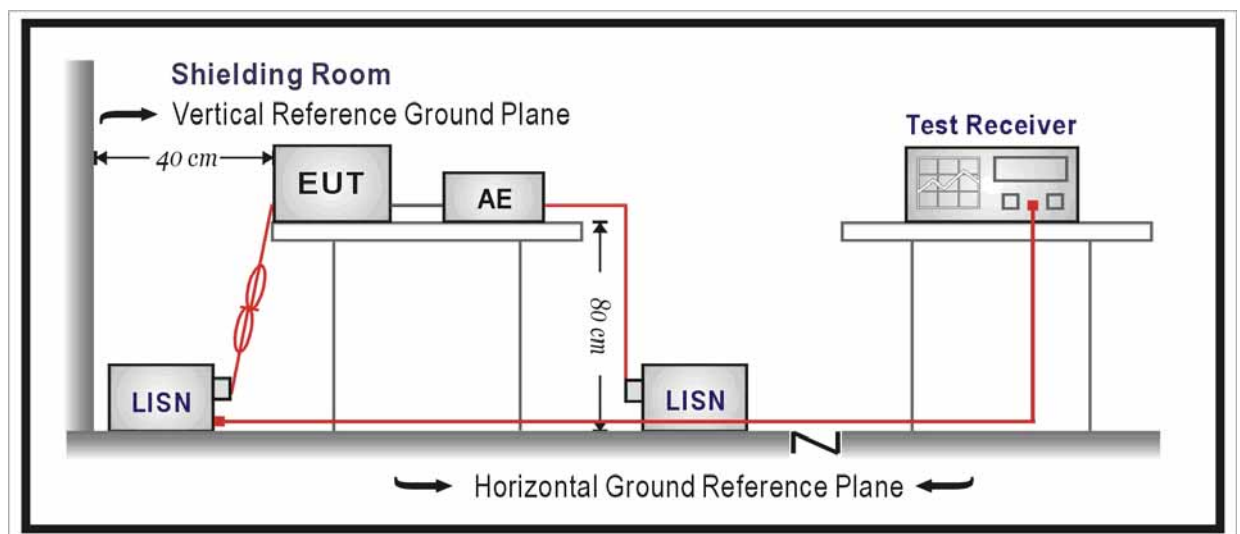 Shielding Room
Vertical Reference Ground Plane
40 cm
EUT
AE
Test Receiver
80 cm
LISN
LISN
Horizontal Ground Reference Plane